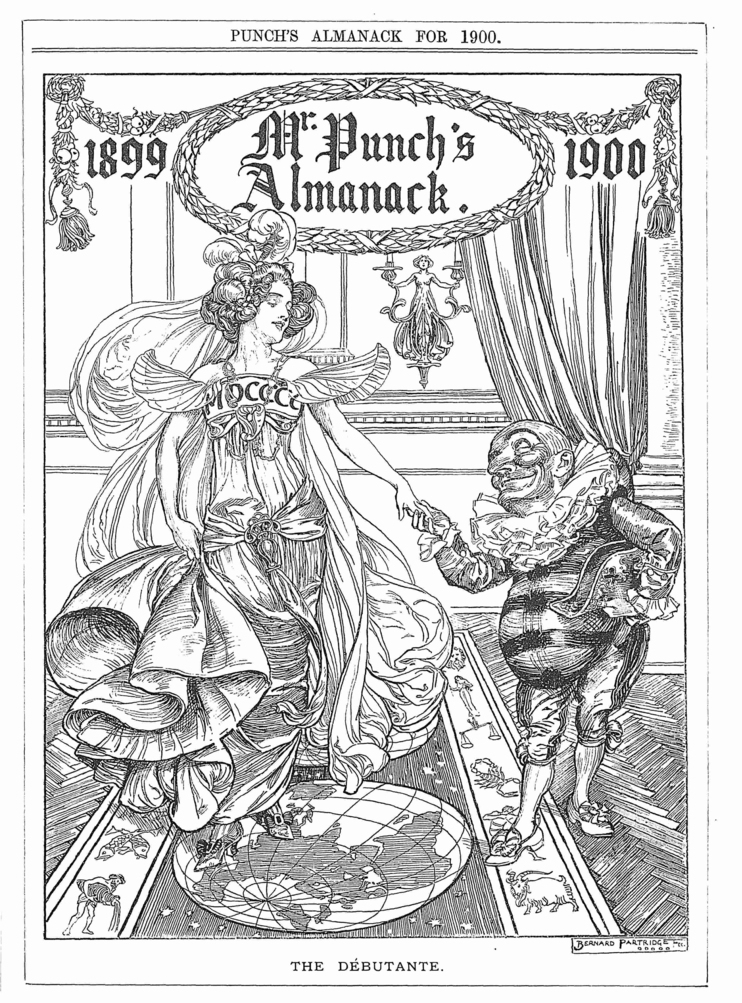 PUNCH'S ALMANACK FOR 1900.
1899
Mr. Punch's
Almanack.
1900
MDCCCC
BERNARD PARTRIDGE
THE DÉBUTANTE.